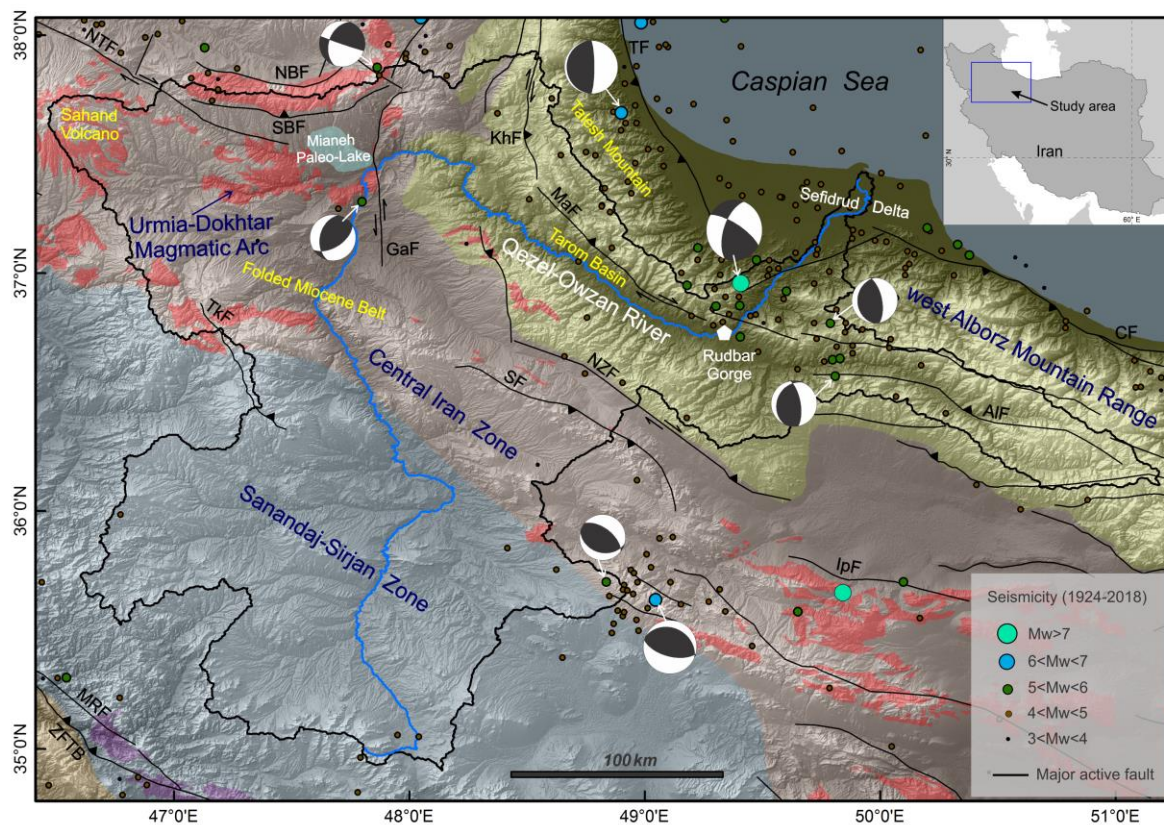 38°0'N
37°0'N
36°0'N
35°0'N
47°0'E
48°0'E
49°0'E
50°0'E
51°0'E
NTF
NBF
SBF
Sahand
Volcano
Mianeh
Paleo-Lake
Urmia-Dokhtar
Magmatic Arc
GaF
Folded Miocene Belt
TkF
KhF
TF
Talesh Mountain
MaF
Tarom Basin
Qezel-Owzan River
Caspian Sea
Sefidrud
Delta
Rudbar
Gorge
west Alborz Mountain Range
CF
AlF
NZF
SF
Central Iran Zone
Sanandaj-Sirjan Zone
IpF
MRF
ZFTB
100 km
Study area
Iran
30° N
60° E
Seismicity (1924-2018)
Mw>7
6<Mw<7
5<Mw<6
4<Mw<5
3<Mw<4
Major active fault